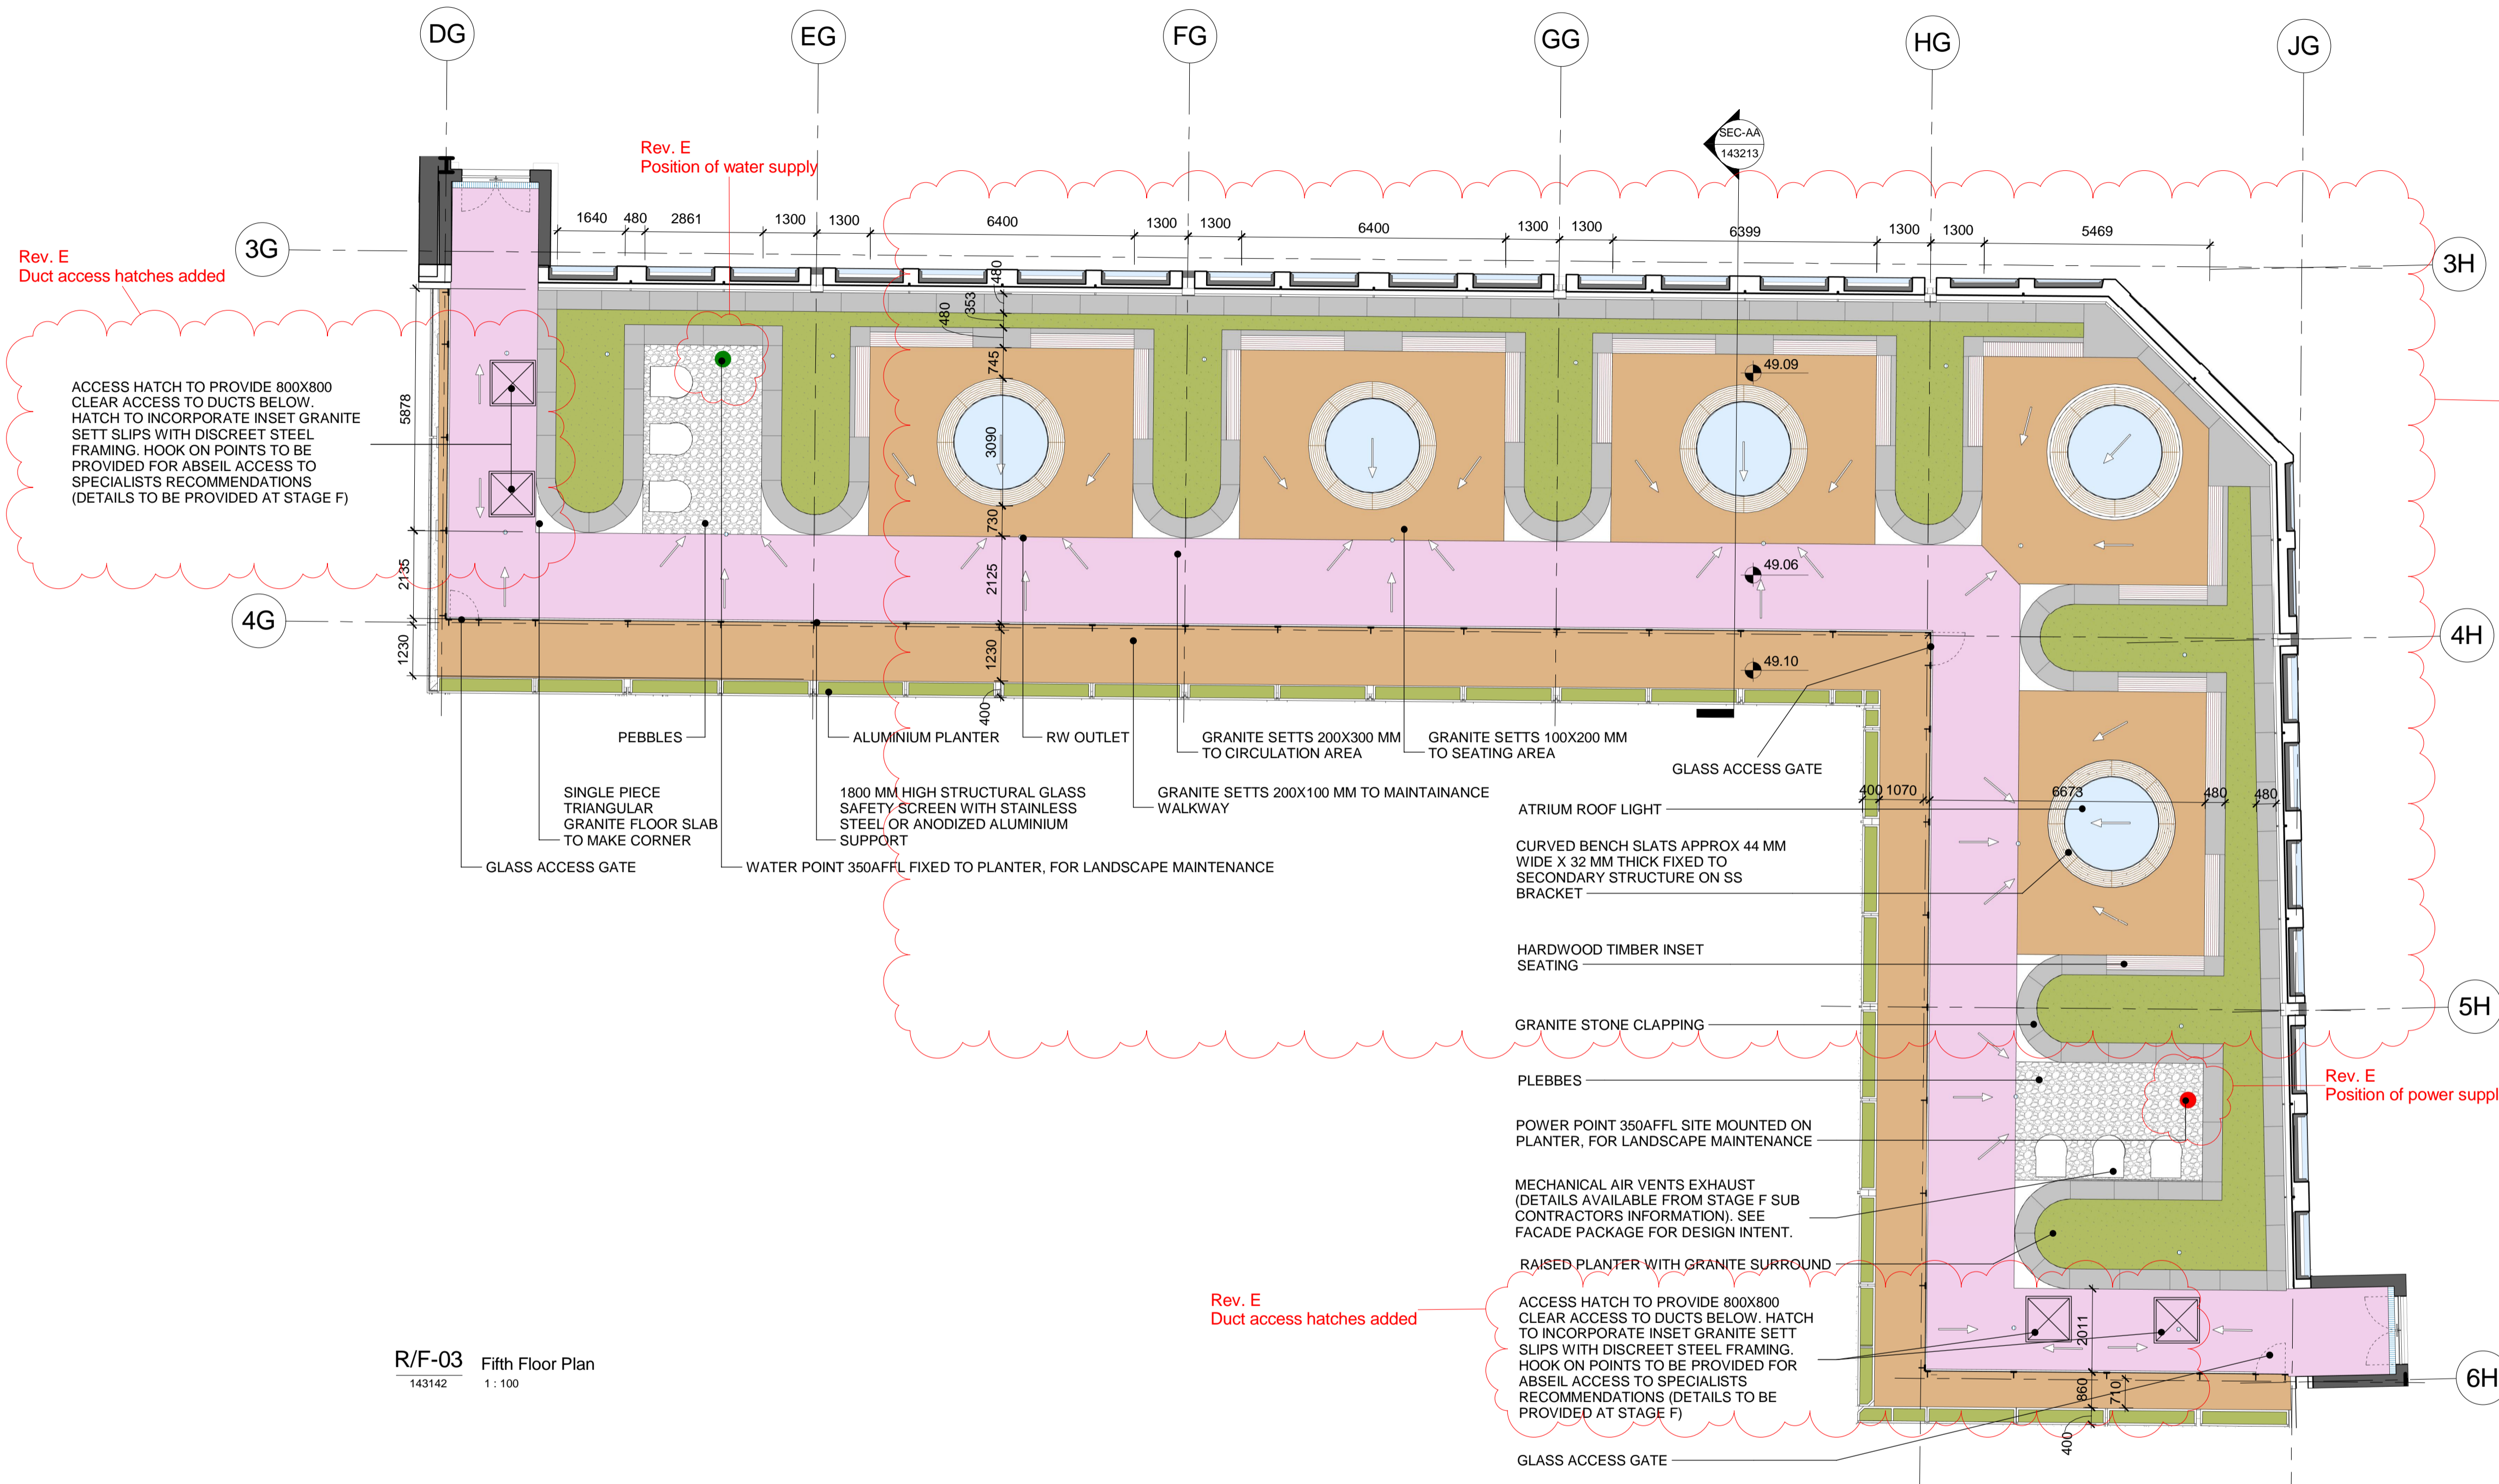 DG
EG
FG
GG
HG
JG
SEC-AA
143213
Rev. E
Position of water supply
1640
480
2861
1300
1300
6400
1300
1300
6400
1300
1300
6399
1300
1300
5469
3G
3H
Rev. E
Duct access hatches added
480
353
480
745
3090
730
2125
1230
400
5878
2135
1230
49.09
49.06
49.10
ACCESS HATCH TO PROVIDE 800X800
CLEAR ACCESS TO DUCTS BELOW.
HATCH TO INCORPORATE INSET GRANITE
SETT SLIPS WITH DISCREET STEEL
FRAMING. HOOK ON POINTS TO BE
PROVIDED FOR ABSEIL ACCESS TO
SPECIALISTS RECOMMENDATIONS
(DETAILS TO BE PROVIDED AT STAGE F)
4G
4H
PEBBLES
ALUMINIUM PLANTER
RW OUTLET
GRANITE SETTS 200X300 MM
TO CIRCULATION AREA
GRANITE SETTS 100X200 MM
TO SEATING AREA
GLASS ACCESS GATE
SINGLE PIECE
TRIANGULAR
GRANITE FLOOR SLAB
TO MAKE CORNER
1800 MM HIGH STRUCTURAL GLASS
SAFETY SCREEN WITH STAINLESS
STEEL OR ANODIZED ALUMINIUM
SUPPORT
GRANITE SETTS 200X100 MM TO MAINTAINANCE
WALKWAY
GLASS ACCESS GATE
WATER POINT 350AFFL FIXED TO PLANTER, FOR LANDSCAPE MAINTENANCE
400
1070
6673
480
480
ATRIUM ROOF LIGHT
CURVED BENCH SLATS APPROX 44 MM
WIDE X 32 MM THICK FIXED TO
SECONDARY STRUCTURE ON SS
BRACKET
HARDWOOD TIMBER INSET
SEATING
GRANITE STONE CLAPPING
5H
PLEBBES
Rev. E
Position of power suppl
POWER POINT 350AFFL SITE MOUNTED ON
PLANTER, FOR LANDSCAPE MAINTENANCE
MECHANICAL AIR VENTS EXHAUST
(DETAILS AVAILABLE FROM STAGE F SUB
CONTRACTORS INFORMATION). SEE
FACADE PACKAGE FOR DESIGN INTENT.
RAISED PLANTER WITH GRANITE SURROUND
Rev. E
Duct access hatches added
ACCESS HATCH TO PROVIDE 800X800
CLEAR ACCESS TO DUCTS BELOW. HATCH
TO INCORPORATE INSET GRANITE SETT
SLIPS WITH DISCREET STEEL FRAMING.
HOOK ON POINTS TO BE PROVIDED FOR
ABSEIL ACCESS TO SPECIALISTS
RECOMMENDATIONS (DETAILS TO BE
PROVIDED AT STAGE F)
2011
860
710
400
6H
GLASS ACCESS GATE
R/F-03 Fifth Floor Plan
143142 1 : 100